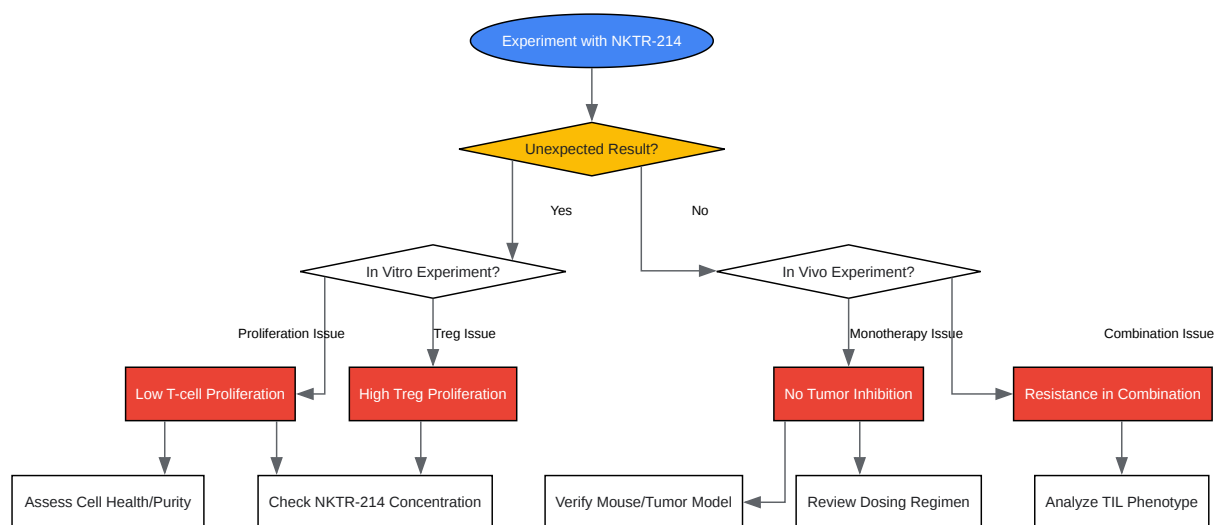 Experiment with NKTR-214
Unexpected Result?
Yes
No
In Vitro Experiment?
In Vivo Experiment?
Proliferation Issue
Treg Issue
Monotherapy Issue
Combination Issue
Low T-cell Proliferation
High Treg Proliferation
No Tumor Inhibition
Resistance in Combination
Assess Cell Health/Purity
Check NKTR-214 Concentration
Verify Mouse/Tumor Model
Review Dosing Regimen
Analyze TIL Phenotype